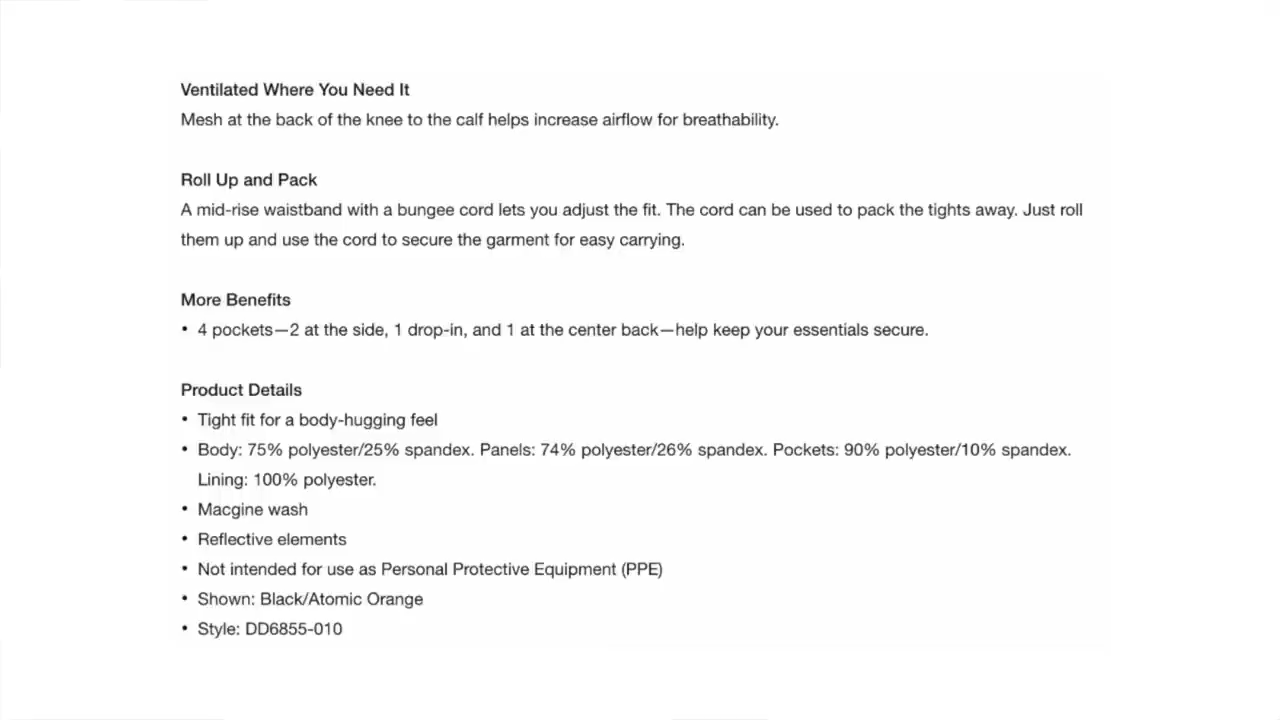 Ventilated Where You Need It
Mesh at the back of the knee to the calf helps increase airflow for breathability.
Roll Up and Pack
A mid-rise waistband with a bungee cord lets you adjust the fit. The cord can be used to pack the tights away. Just roll
them up and use the cord to secure the garment for easy carrying.
More Benefits
• 4 pockets—2 at the side, 1 drop-in, and 1 at the center back—help keep your essentials secure.
Product Details
• Tight fit for a body-hugging feel
• Body: 75% polyester/25% spandex. Panels: 74% polyester/26% spandex. Pockets: 90% polyester/10% spandex.
Lining: 100% polyester.
• Macgine wash
• Reflective elements
• Not intended for use as Personal Protective Equipment (PPE)
• Shown: Black/Atomic Orange
• Style: DD6855-010